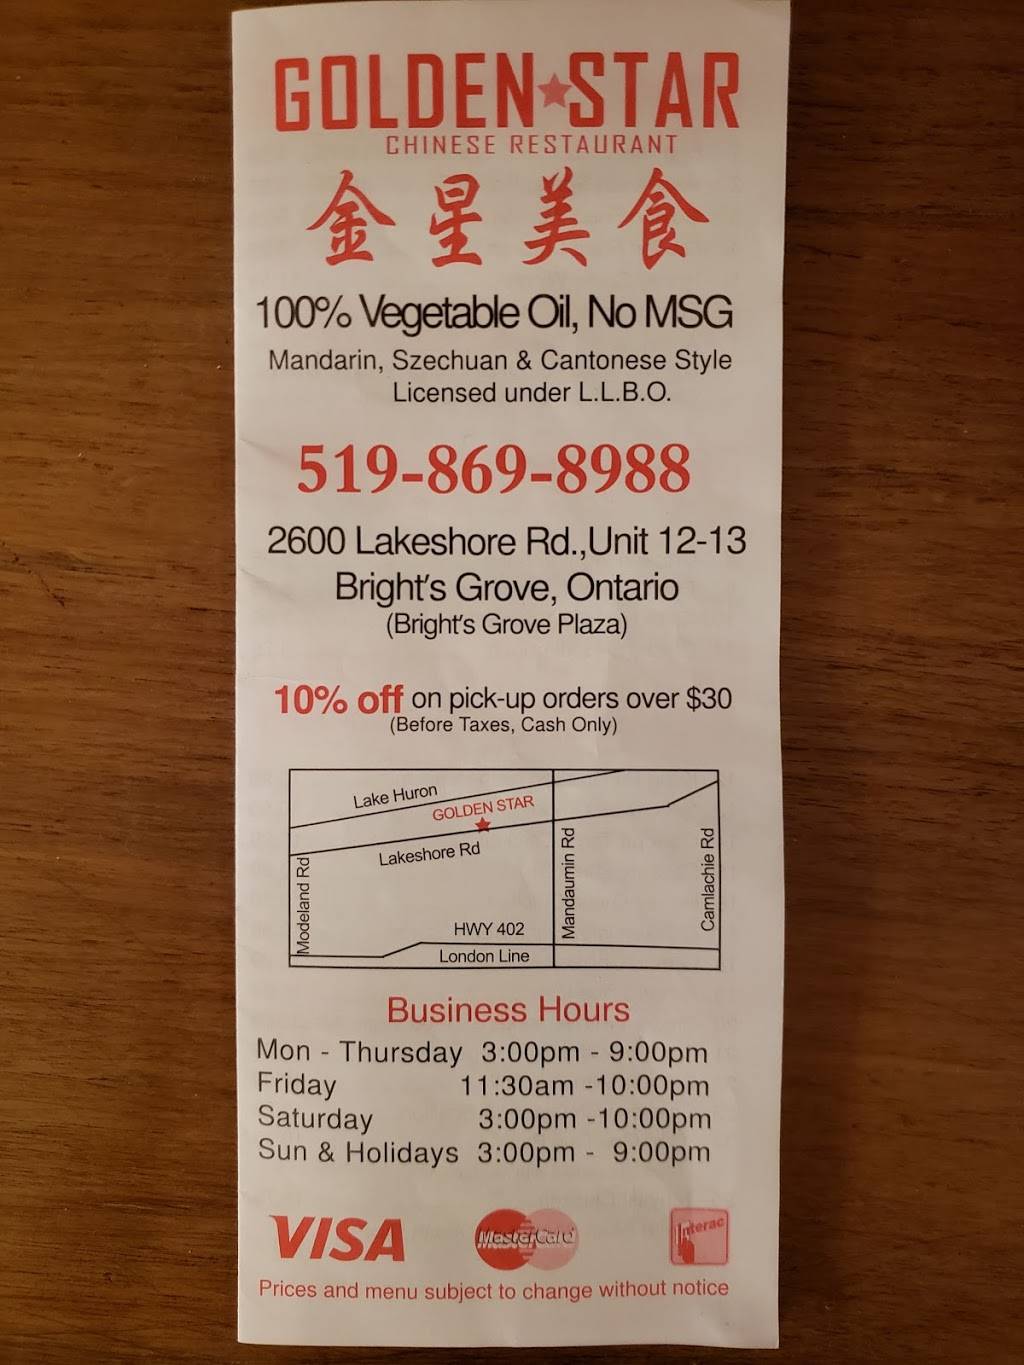 GOLDEN★STAR
CHINESE RESTAURANT
金星美食
100% Vegetable Oil, No MSG
Mandarin, Szechuan & Cantonese Style
Licensed under L.L.B.O.
519-869-8988
2600 Lakeshore Rd.,Unit 12-13
Bright's Grove, Ontario
(Bright's Grove Plaza)
10% off on pick-up orders over $30
(Before Taxes, Cash Only)
Lake Huron
GOLDEN STAR
Lakeshore Rd
Modeland Rd
Mandaumin Rd
Camlachie Rd
HWY 402
London Line
Business Hours
Mon - Thursday 3:00pm - 9:00pm
Friday 11:30am -10:00pm
Saturday 3:00pm -10:00pm
Sun & Holidays 3:00pm - 9:00pm
VISA MasterCard Interac
Prices and menu subject to change without notice